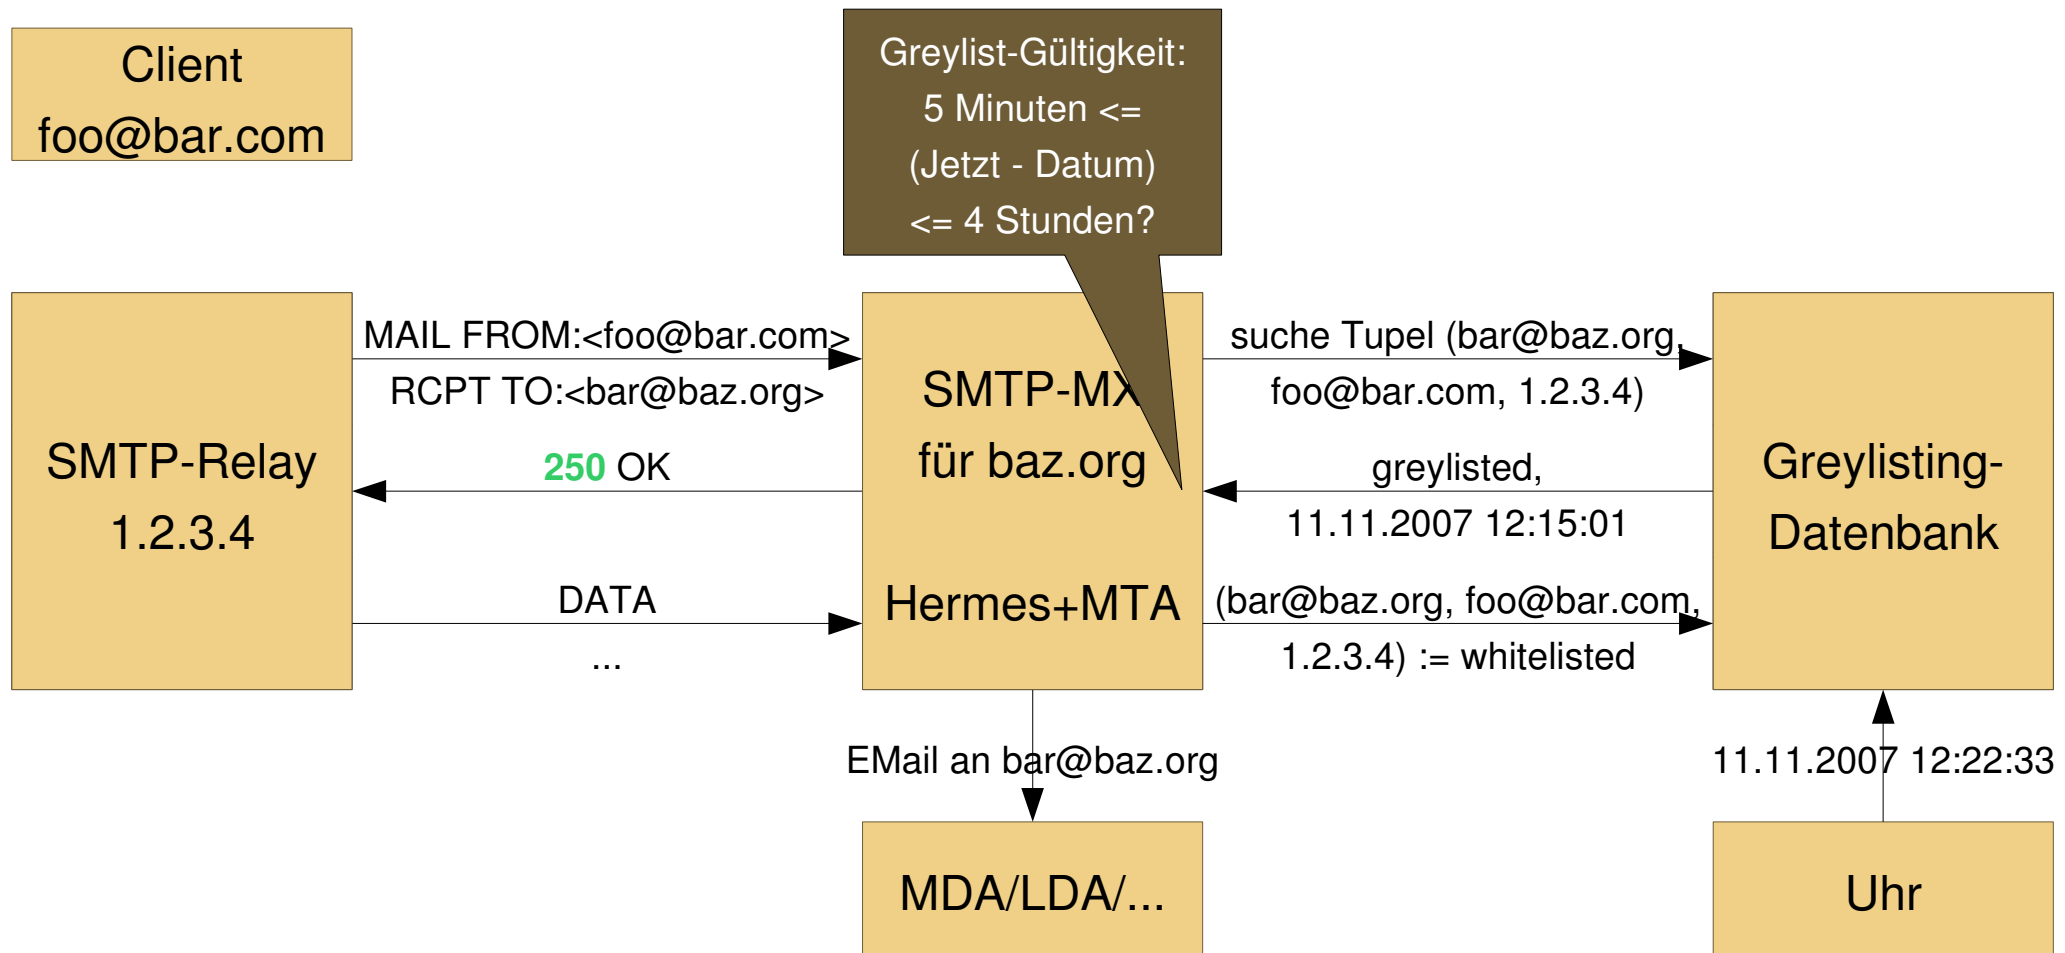 Client
foo@bar.com
Greylist-Gültigkeit:
5 Minuten <=
(Jetzt - Datum)
<= 4 Stunden?
SMTP-Relay
1.2.3.4
MAIL FROM:<foo@bar.com>
RCPT TO:<bar@baz.org>
250 OK
DATA
...
SMTP-MX
für baz.org
Hermes+MTA
suche Tupel (bar@baz.org,
foo@bar.com, 1.2.3.4)
greylisted,
11.11.2007 12:15:01
(bar@baz.org, foo@bar.com,
1.2.3.4) := whitelisted
Greylisting-
Datenbank
EMail an bar@baz.org
11.11.2007 12:22:33
MDA/LDA/...
Uhr